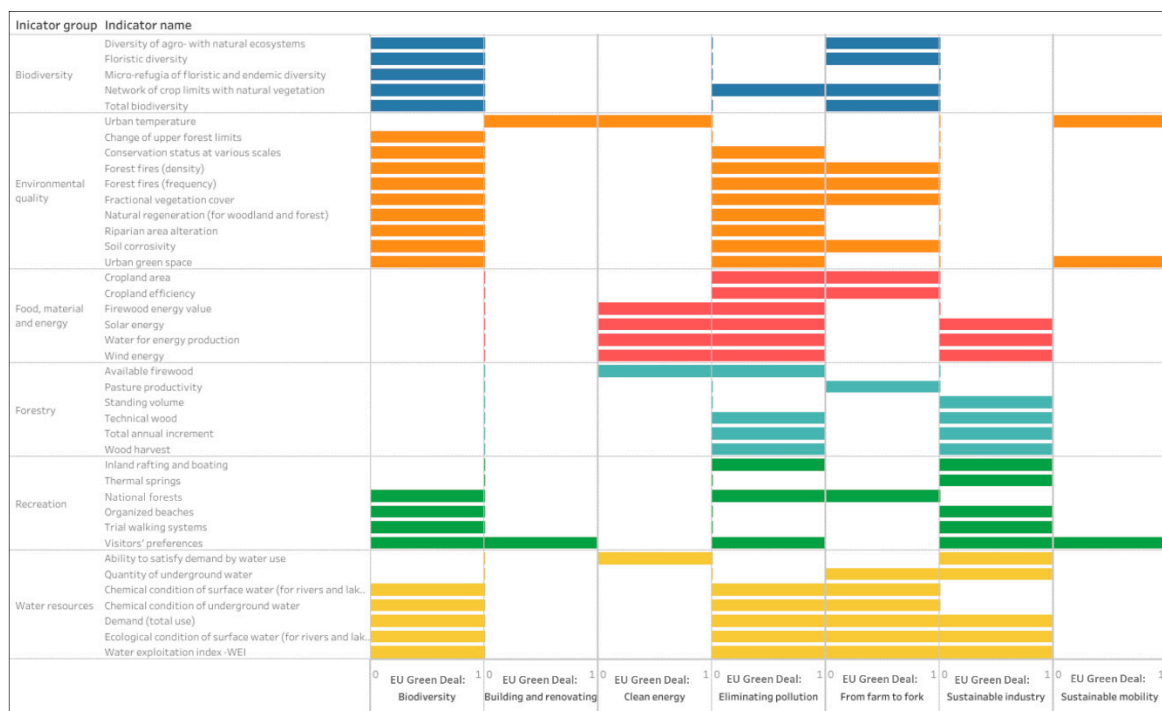 Inicator group Indicator name
Biodiversity
Diversity of agro- with natural ecosystems
Floristic diversity
Micro-refugia of floristic and endemic diversity
Network of crop limits with natural vegetation
Total biodiversity
Environmental
quality
Urban temperature
Change of upper forest limits
Conservation status at various scales
Forest fires (density)
Forest fires (frequency)
Fractional vegetation cover
Natural regeneration (for woodland and forest)
Riparian area alteration
Soil corrosivity
Urban green space
Food, material
and energy
Cropland area
Cropland efficiency
Firewood energy value
Solar energy
Water for energy production
Wind energy
Forestry
Available firewood
Pasture productivity
Standing volume
Technical wood
Total annual increment
Wood harvest
Recreation
Inland rafting and boating
Thermal springs
National forests
Organized beaches
Trial walking systems
Visitors' preferences
Water resources
Ability to satisfy demand by water use
Quantity of underground water
Chemical condition of surface water (for rivers and lak..
Chemical condition of underground water
Demand (total use)
Ecological condition of surface water (for rivers and lak..
Water exploitation index -WEI
0 1 0 1 0 1 0 1 0 1 0 1 0 1
EU Green Deal: EU Green Deal: EU Green Deal: EU Green Deal: EU Green Deal: EU Green Deal: EU Green Deal:
Biodiversity Building and renovating Clean energy Eliminating pollution From farm to fork Sustainable industry Sustainable mobility